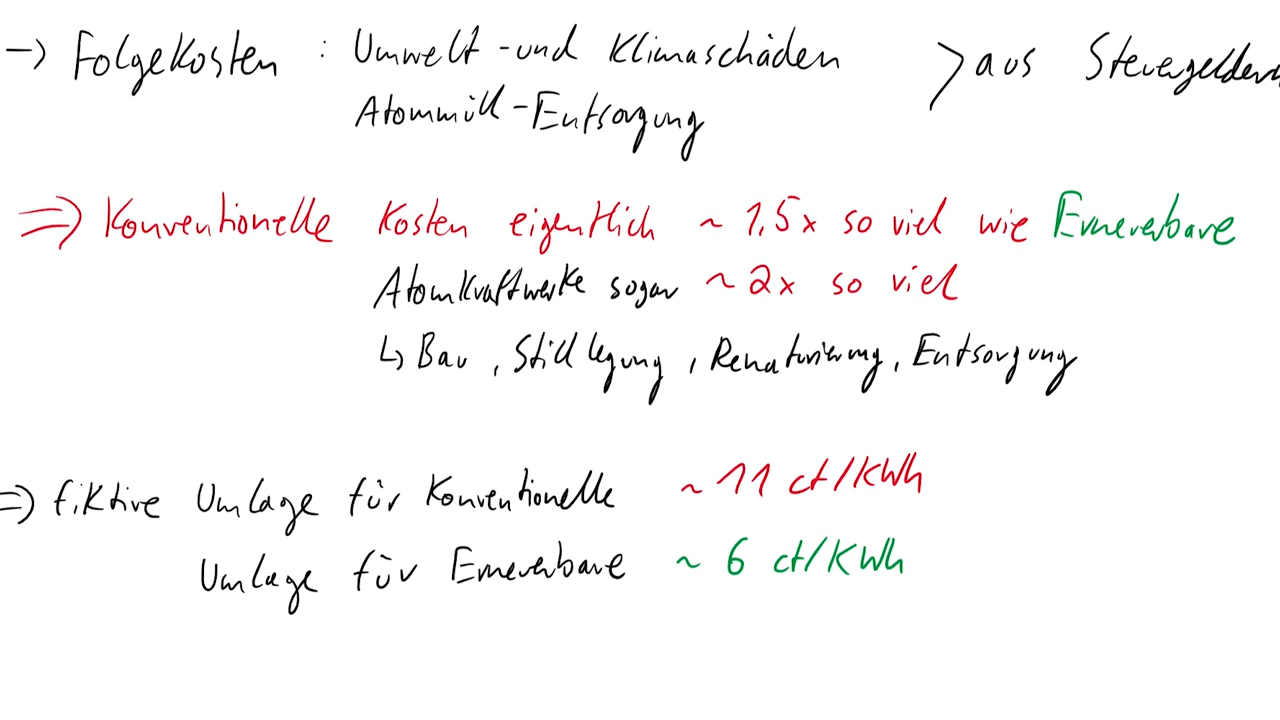 → Folgekosten : Umwelt-und Klimaschäden > aus Steuergeldern
Atommüll-Entsorgung
⇒ Konventionelle kosten eigentlich ~ 1,5x so viel wie Erneuerbare
Atomkraftwerke sogar ~ 2x so viel
↳ Bau, Stilllegung, Renaturierung, Entsorgung
⇒ fiktive Umlage für Konventionelle ~ 11 ct/kWh
Umlage für Erneuerbare ~ 6 ct/kWh